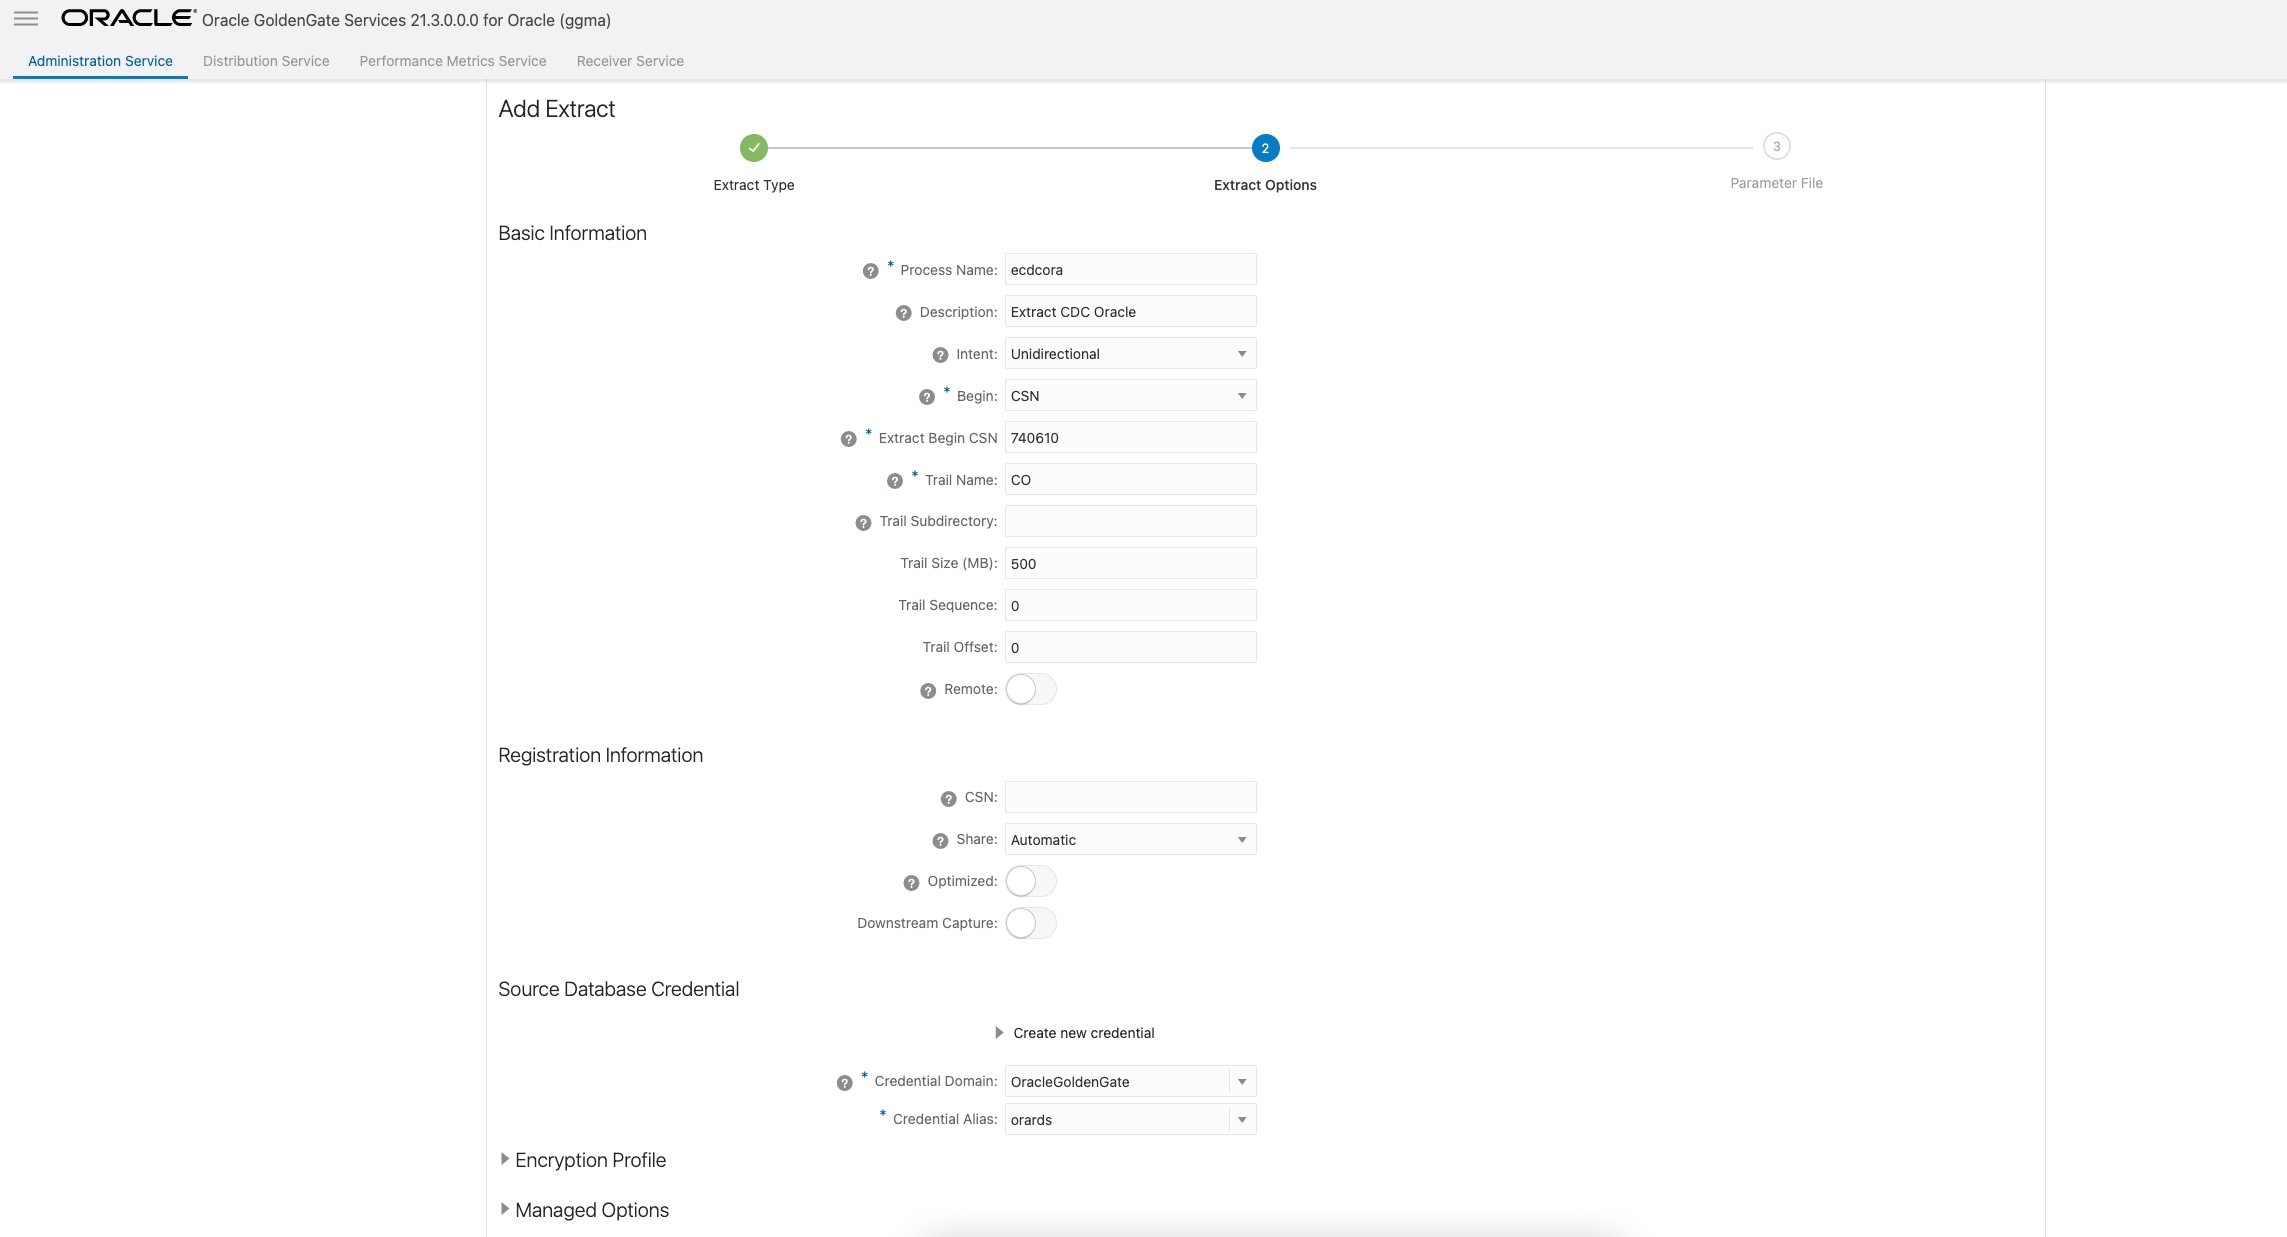 ORACLE Oracle GoldenGate Services 21.3.0.0.0 for Oracle (ggma)
Administration Service Distribution Service Performance Metrics Service Receiver Service
Add Extract
2 3
Extract Type Extract Options Parameter File
Basic Information
? * Process Name: ecdcora
? Description: Extract CDC Oracle
? Intent: Unidirectional
? * Begin: CSN
? * Extract Begin CSN 740610
? * Trail Name: CO
? Trail Subdirectory:
Trail Size (MB): 500
Trail Sequence: 0
Trail Offset: 0
? Remote:
Registration Information
? CSN:
? Share: Automatic
? Optimized:
Downstream Capture:
Source Database Credential
Create new credential
? * Credential Domain: OracleGoldenGate
* Credential Alias: orards
Encryption Profile
Managed Options